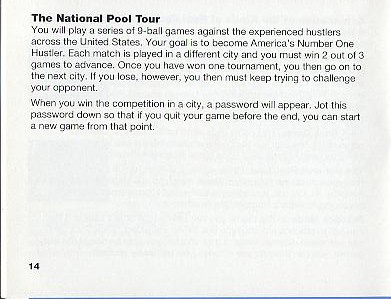 The National Pool Tour
You will play a series of 9-ball games against the experienced hustlers
across the United States. Your goal is to become America's Number One
Hustler. Each match is played in a different city and you must win 2 out of 3
games to advance. Once you have won one tournament, you then go on to
the next city. If you lose, however, you then must keep trying to challenge
your opponent.
When you win the competition in a city, a password will appear. Jot this
password down so that if you quit your game before the end, you can start
a new game from that point.
14